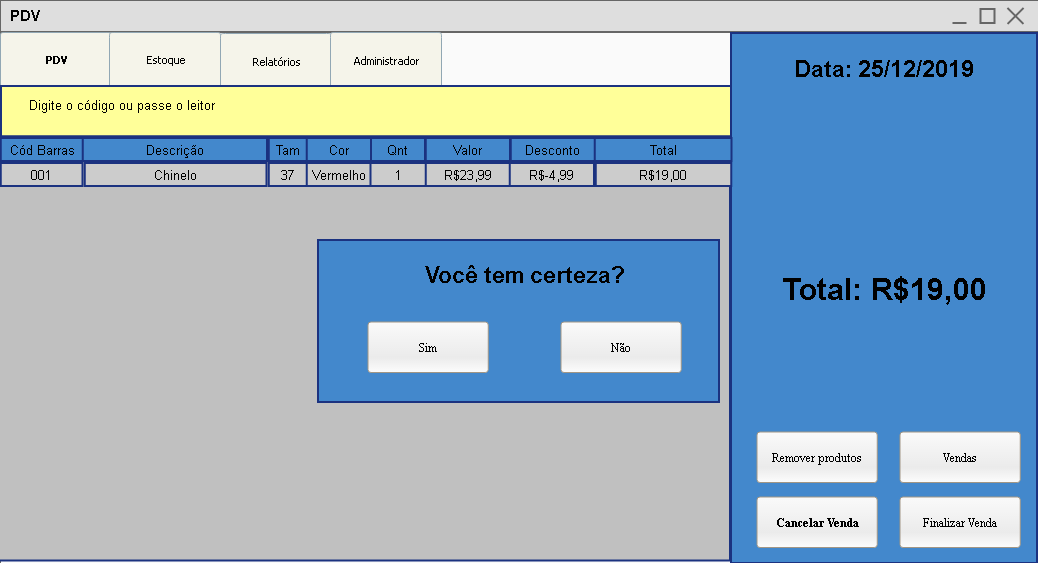 PDV
PDV Estoque Relatórios Administrador
Data: 25/12/2019
Digite o código ou passe o leitor
Cód Barras Descrição Tam Cor Qnt Valor Desconto Total
001 Chinelo 37 Vermelho 1 R$23,99 R$-4,99 R$19,00
Você tem certeza?
Sim Não
Total: R$19,00
Remover produtos Vendas
Cancelar Venda Finalizar Venda